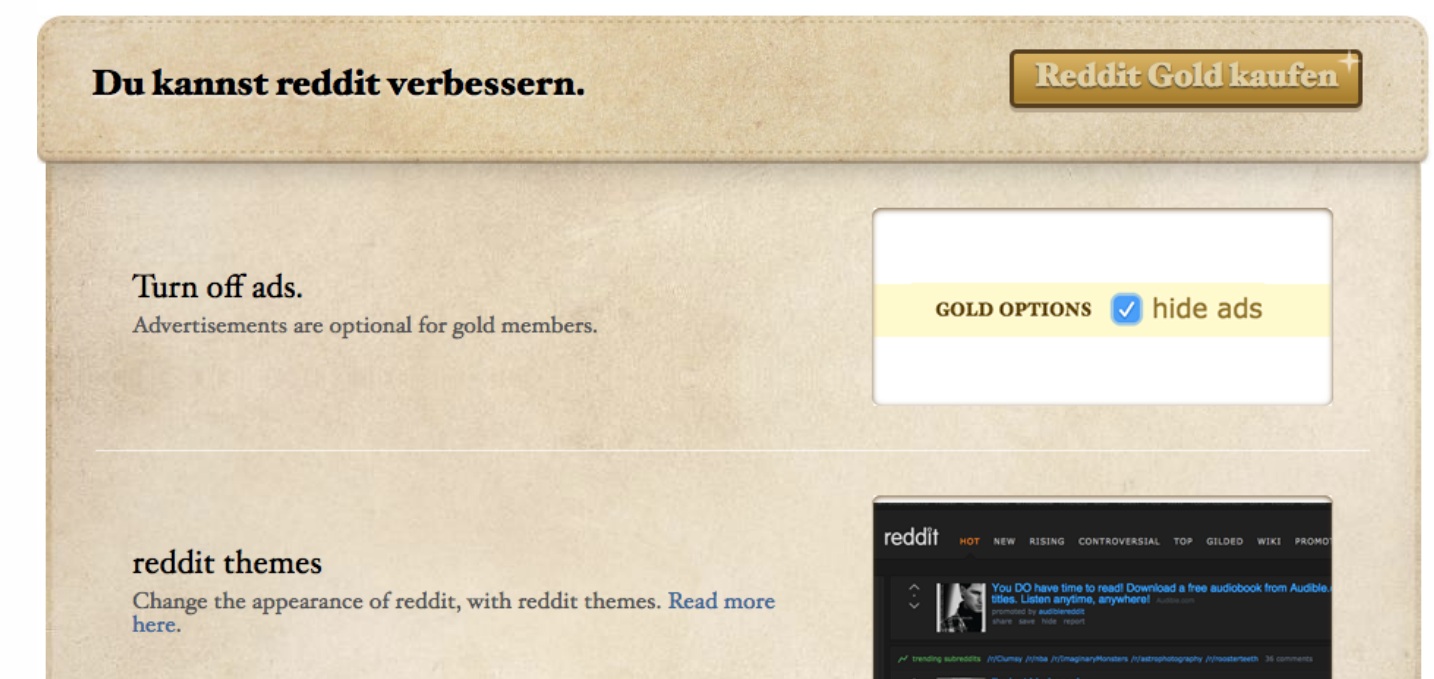 Du kannst reddit verbessern.
Reddit Gold kaufen
Turn off ads.
Advertisements are optional for gold members.
GOLD OPTIONS hide ads
reddit themes
Change the appearance of reddit, with reddit themes. Read more
here.
reddit HOT NEW RISING CONTROVERSIAL TOP GILDED WIKI PROMOT
You DO have time to read! Download a free audiobook from Audible.
titles. Listen anytime, anywhere! Audible.com
promoted by audiblereddit
share save hide report
trending subreddits /r/Clumsy /r/nba /r/ImaginaryMonsters /r/astrophotography /r/roosterteeth 36 comments